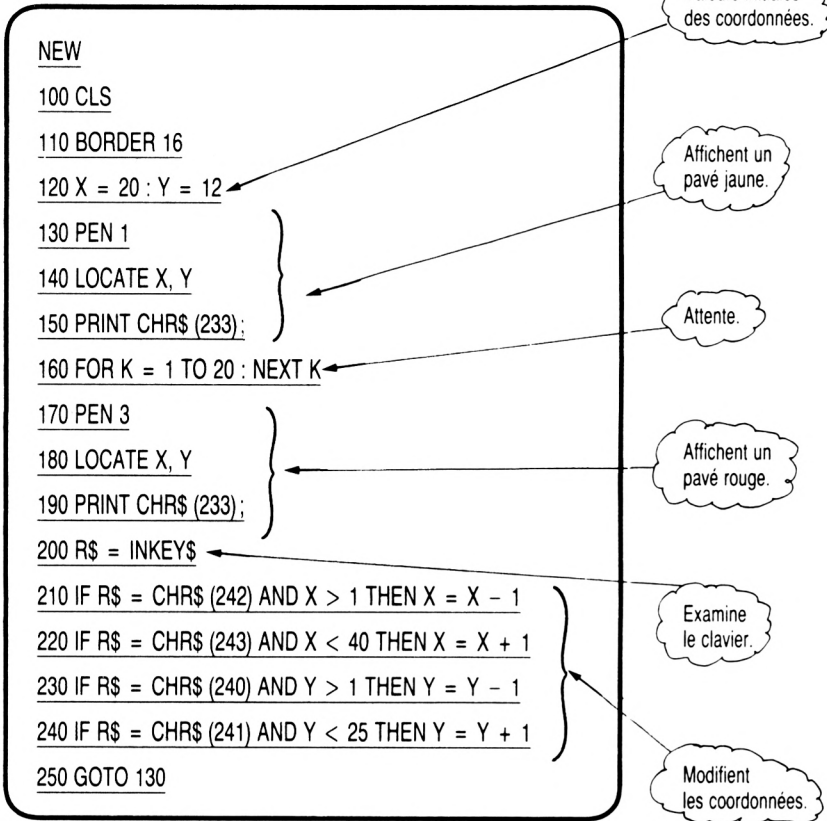 des coordonnées.
NEW
100 CLS
110 BORDER 16
120 X = 20 : Y = 12
Affichent un
pavé jaune.
130 PEN 1
140 LOCATE X, Y
150 PRINT CHR$ (233);
Attente.
160 FOR K = 1 TO 20 : NEXT K
170 PEN 3
Affichent un
pavé rouge.
180 LOCATE X, Y
190 PRINT CHR$ (233);
200 R$ = INKEY$
Examine
le clavier.
210 IF R$ = CHR$ (242) AND X > 1 THEN X = X - 1
220 IF R$ = CHR$ (243) AND X < 40 THEN X = X + 1
230 IF R$ = CHR$ (240) AND Y > 1 THEN Y = Y - 1
240 IF R$ = CHR$ (241) AND Y < 25 THEN Y = Y + 1
250 GOTO 130
Modifient
les coordonnées.